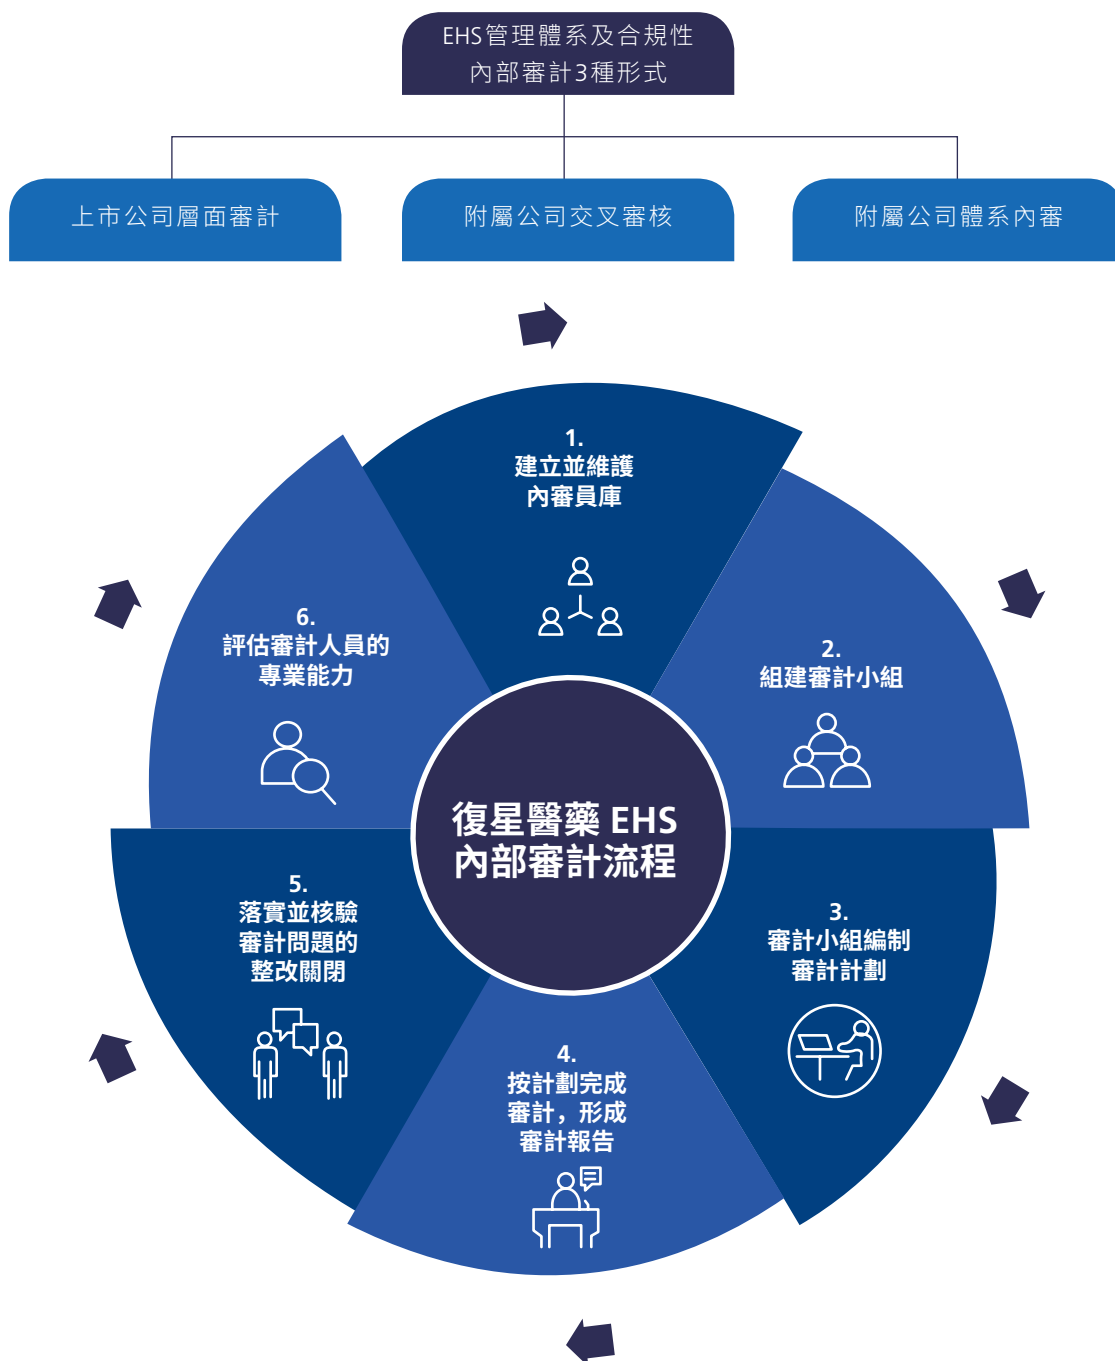 EHS管理體系及合規性
內部審計3種形式
上市公司層面審計
附屬公司交叉審核
附屬公司體系內審
1.
建立並維護
內審員庫
2.
組建審計小組
3.
審計小組編制
審計計劃
4.
按計劃完成
審計，形成
審計報告
5.
落實並核驗
審計問題的
整改關閉
6.
評估審計人員的
專業能力
復星醫藥 EHS
內部審計流程